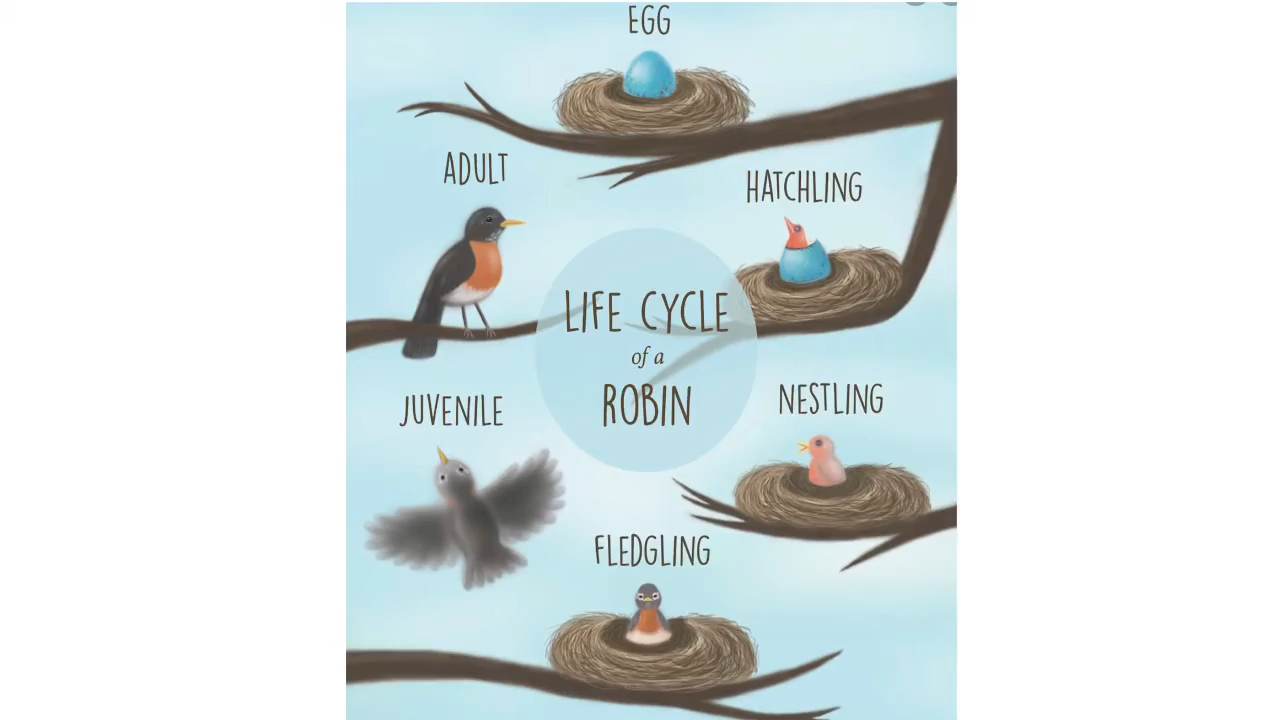 EGG
ADULT
HATCHLING
LIFE CYCLE
of a
ROBIN
JUVENILE
NESTLING
FLEDGLING